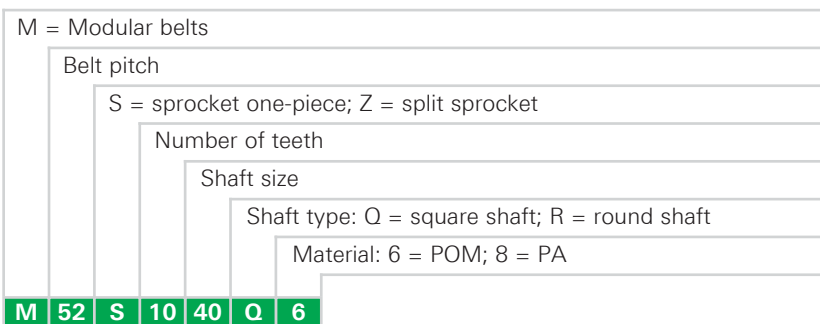 M = Modular belts
Belt pitch
S = sprocket one-piece; Z = split sprocket
Number of teeth
Shaft size
Shaft type: Q = square shaft; R = round shaft
Material: 6 = POM; 8 = PA
M 52 S 10 40 Q 6